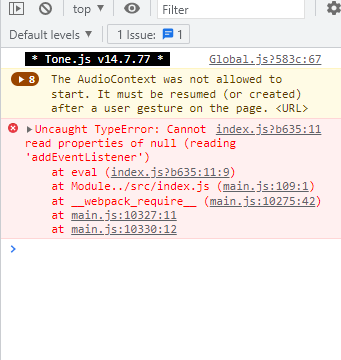 top ▼ Filter
Default levels ▼ 1 Issue: 1
* Tone.js v14.7.77 * Global.js?583c:67
8 The AudioContext was not allowed to
start. It must be resumed (or created)
after a user gesture on the page. <URL>
Uncaught TypeError: Cannot index.js?b635:11
read properties of null (reading
'addEventListener')
at eval (index.js?b635:11:9)
at Module../src/index.js (main.js:109:1)
at __webpack_require__ (main.js:10275:42)
at main.js:10327:11
at main.js:10330:12